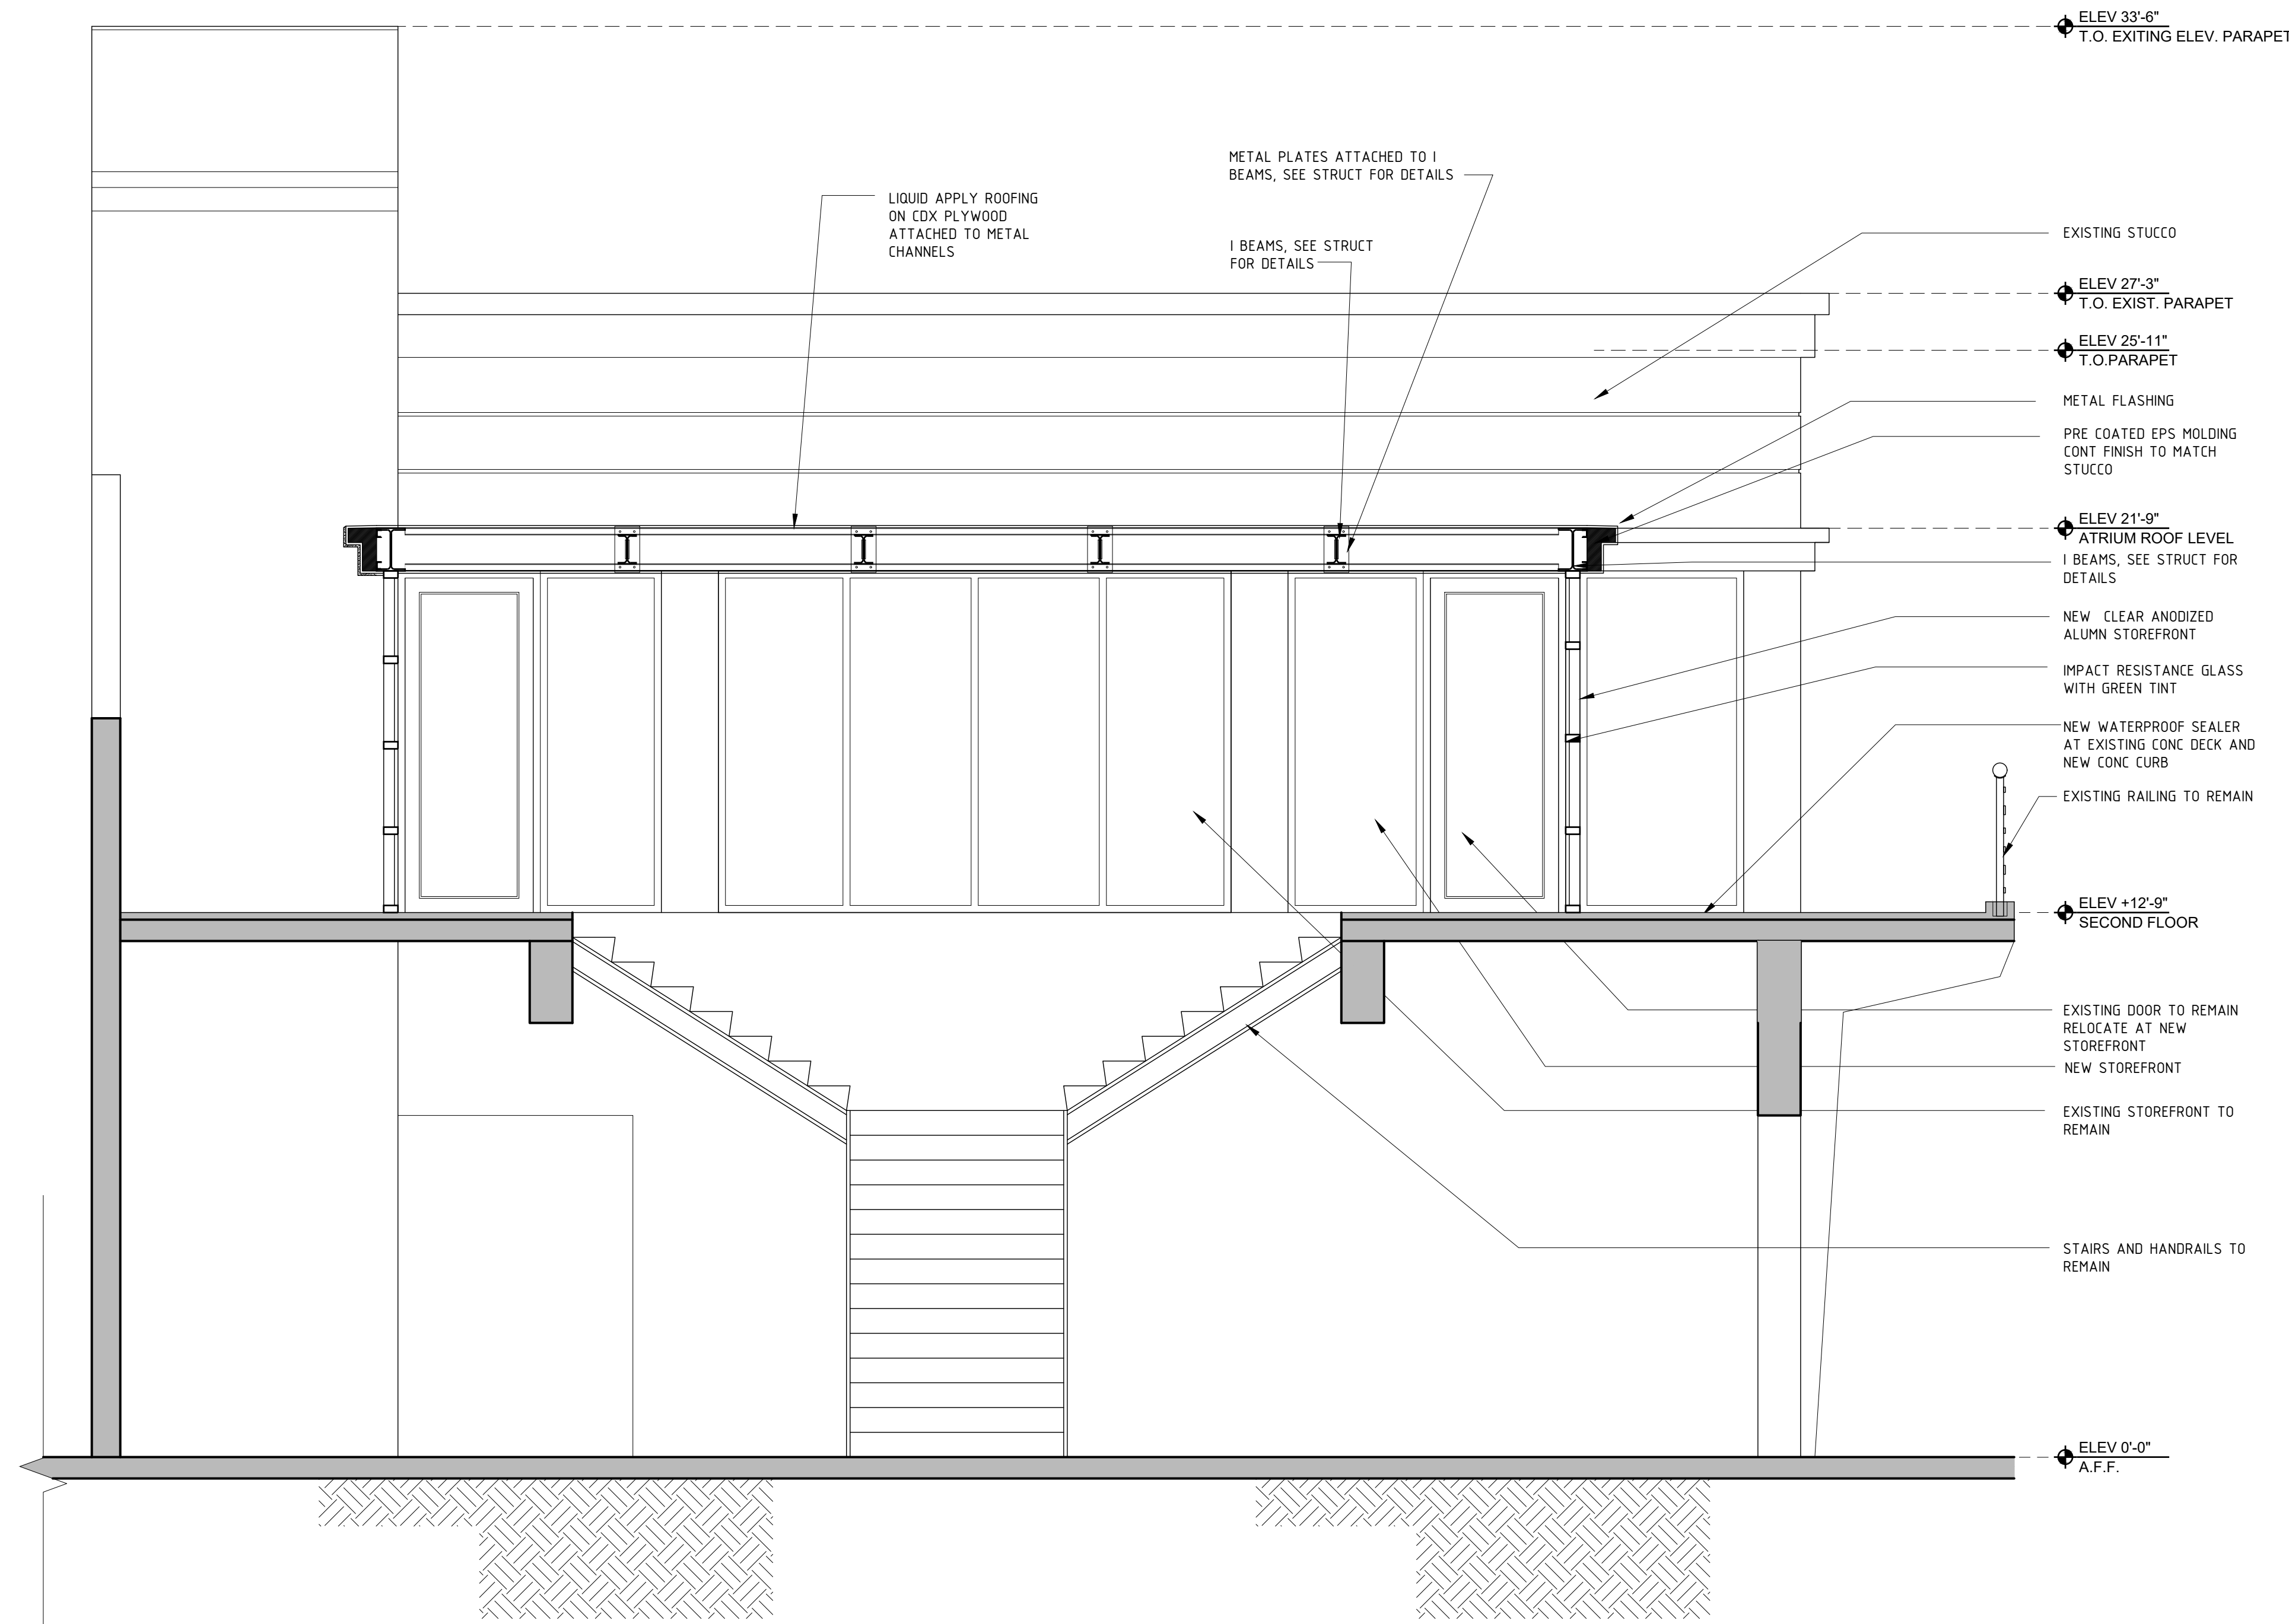 ELEV 33'-6"
T.O. EXITING ELEV. PARAPET
METAL PLATES ATTACHED TO I
BEAMS, SEE STRUCT FOR DETAILS
LIQUID APPLY ROOFING
ON CDX PLYWOOD
ATTACHED TO METAL
CHANNELS
I BEAMS, SEE STRUCT
FOR DETAILS
EXISTING STUCCO
ELEV 27'-3"
T.O. EXIST. PARAPET
ELEV 25'-11"
T.O.PARAPET
METAL FLASHING
PRE COATED EPS MOLDING
CONT FINISH TO MATCH
STUCCO
ELEV 21'-9"
ATRIUM ROOF LEVEL
I BEAMS, SEE STRUCT FOR
DETAILS
NEW CLEAR ANODIZED
ALUMN STOREFRONT
IMPACT RESISTANCE GLASS
WITH GREEN TINT
NEW WATERPROOF SEALER
AT EXISTING CONC DECK AND
NEW CONC CURB
EXISTING RAILING TO REMAIN
ELEV +12'-9"
SECOND FLOOR
EXISTING DOOR TO REMAIN
RELOCATE AT NEW
STOREFRONT
NEW STOREFRONT
EXISTING STOREFRONT TO
REMAIN
STAIRS AND HANDRAILS TO
REMAIN
ELEV 0'-0"
A.F.F.